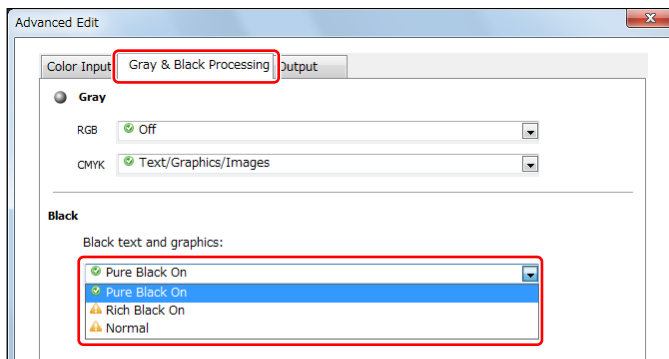 Advanced Edit
Color Input Gray & Black Processing Output
Gray
RGB Off
CMYK Text/Graphics/Images
Black
Black text and graphics:
Pure Black On
Pure Black On
Rich Black On
Normal